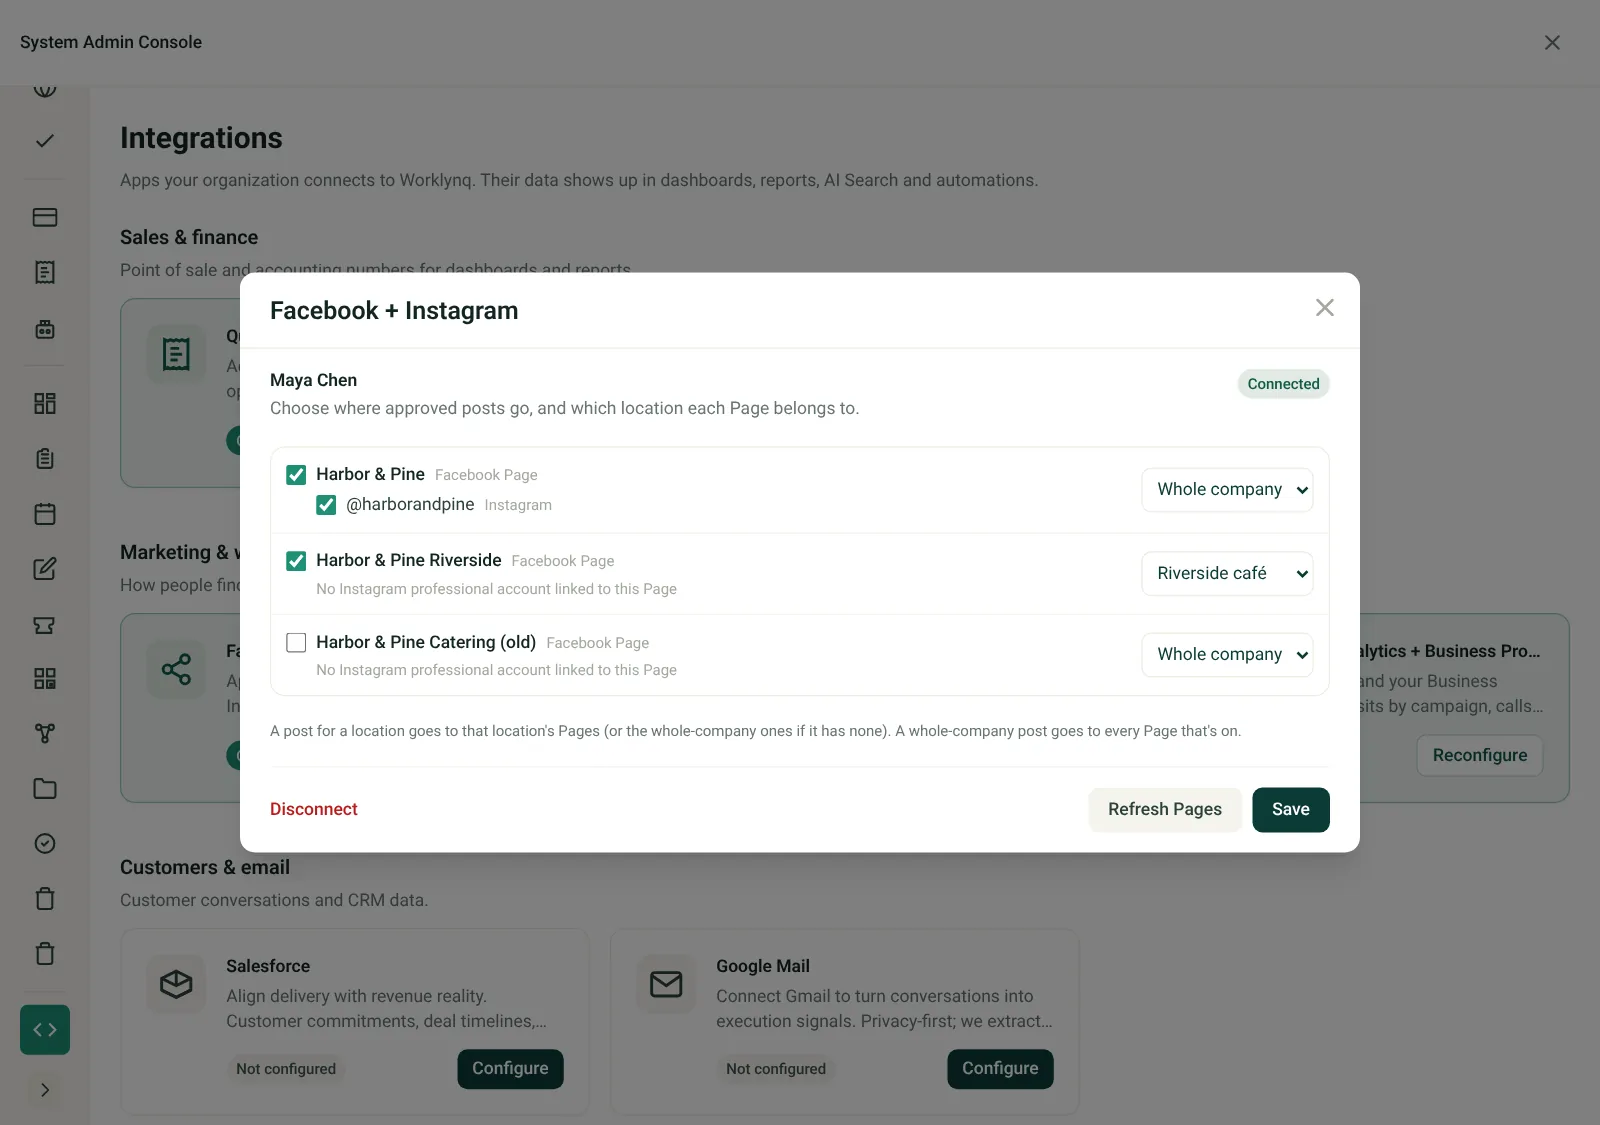 System Admin Console
Integrations
Apps your organization connects to Worklynq. Their data shows up in dashboards, reports, AI Search and automations.
Sales & finance
Point of sale and accounting numbers for dashboards and reports
Facebook + Instagram
Maya Chen
Connected
Choose where approved posts go, and which location each Page belongs to.
Harbor & Pine Facebook Page
Whole company
@harborandpine Instagram
Harbor & Pine Riverside Facebook Page
Riverside café
No Instagram professional account linked to this Page
Harbor & Pine Catering (old) Facebook Page
Whole company
No Instagram professional account linked to this Page
A post for a location goes to that location's Pages (or the whole-company ones if it has none). A whole-company post goes to every Page that's on.
Disconnect
Refresh Pages
Save
Marketing &
How people
alytics + Business Pro...
and your Business
sits by campaign, calls...
Reconfigure
Customers & email
Customer conversations and CRM data.
Salesforce
Align delivery with revenue reality.
Customer commitments, deal timelines,...
Not configured
Configure
Google Mail
Connect Gmail to turn conversations into
execution signals. Privacy-first; we extract...
Not configured
Configure